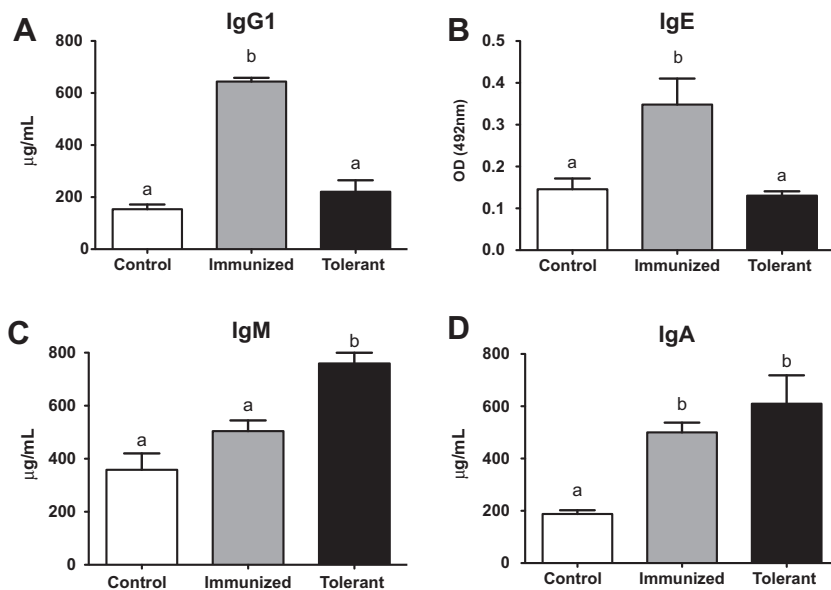 A
IgG1
800
600
400
200
0
μg/mL
a
b
a
Control
Immunized
Tolerant
B
IgE
0.5
0.4
0.3
0.2
0.1
0.0
OD (492nm)
a
b
a
Control
Immunized
Tolerant
C
IgM
800
600
400
200
0
μg/mL
a
a
b
Control
Immunized
Tolerant
D
IgA
800
600
400
200
0
μg/mL
a
b
b
Control
Immunized
Tolerant